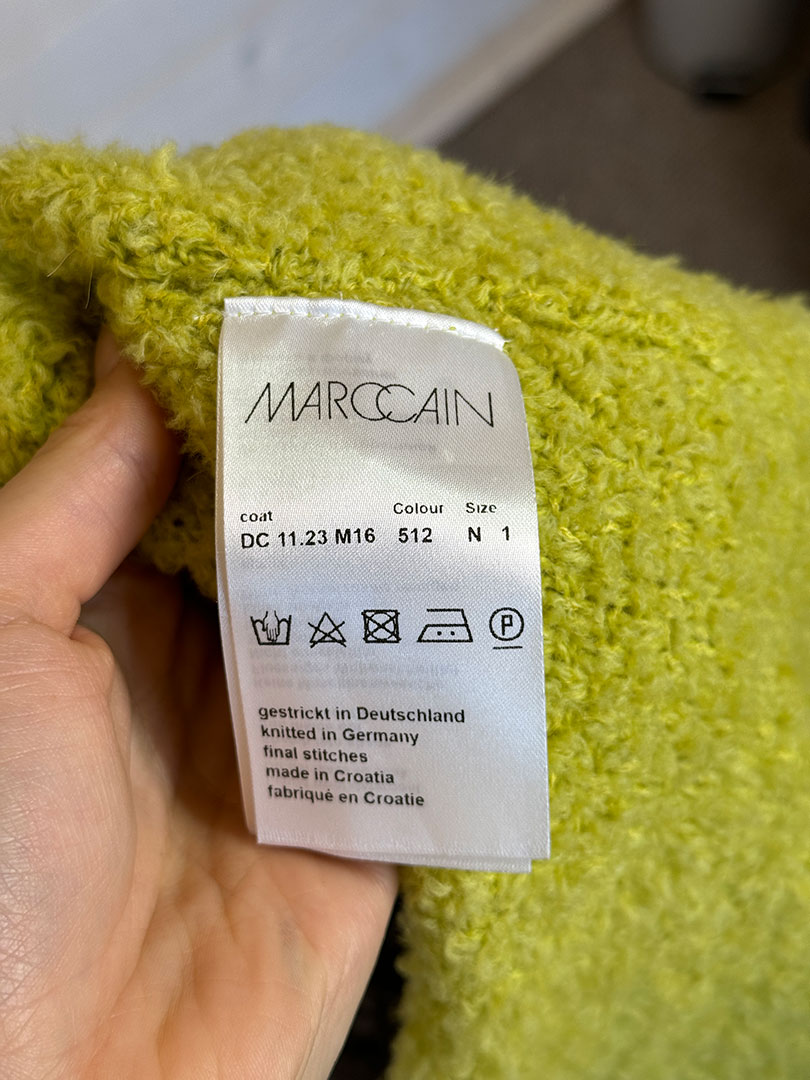 MARCCAIN
coat Colour Size
DC 11.23 M16 512 N 1
P
gestrickt in Deutschland
knitted in Germany
final stitches
made in Croatia
fabriqué en Croatie